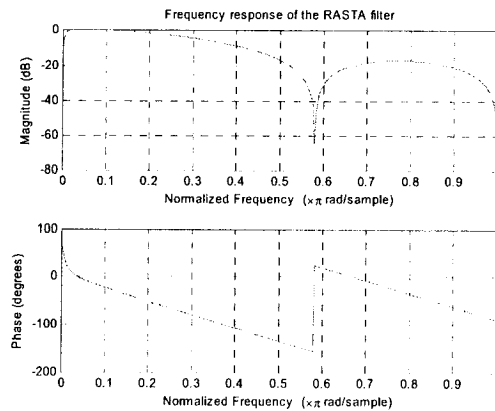 Frequency response of the RASTA filter
0
-20
-40
-60
-80
Magnitude (dB)
0 0.1 0.2 0.3 0.4 0.5 0.6 0.7 0.8 0.9
Normalized Frequency (×π rad/sample)
100
0
-100
-200
Phase (degrees)
0 0.1 0.2 0.3 0.4 0.5 0.6 0.7 0.8 0.9
Normalized Frequency (×π rad/sample)